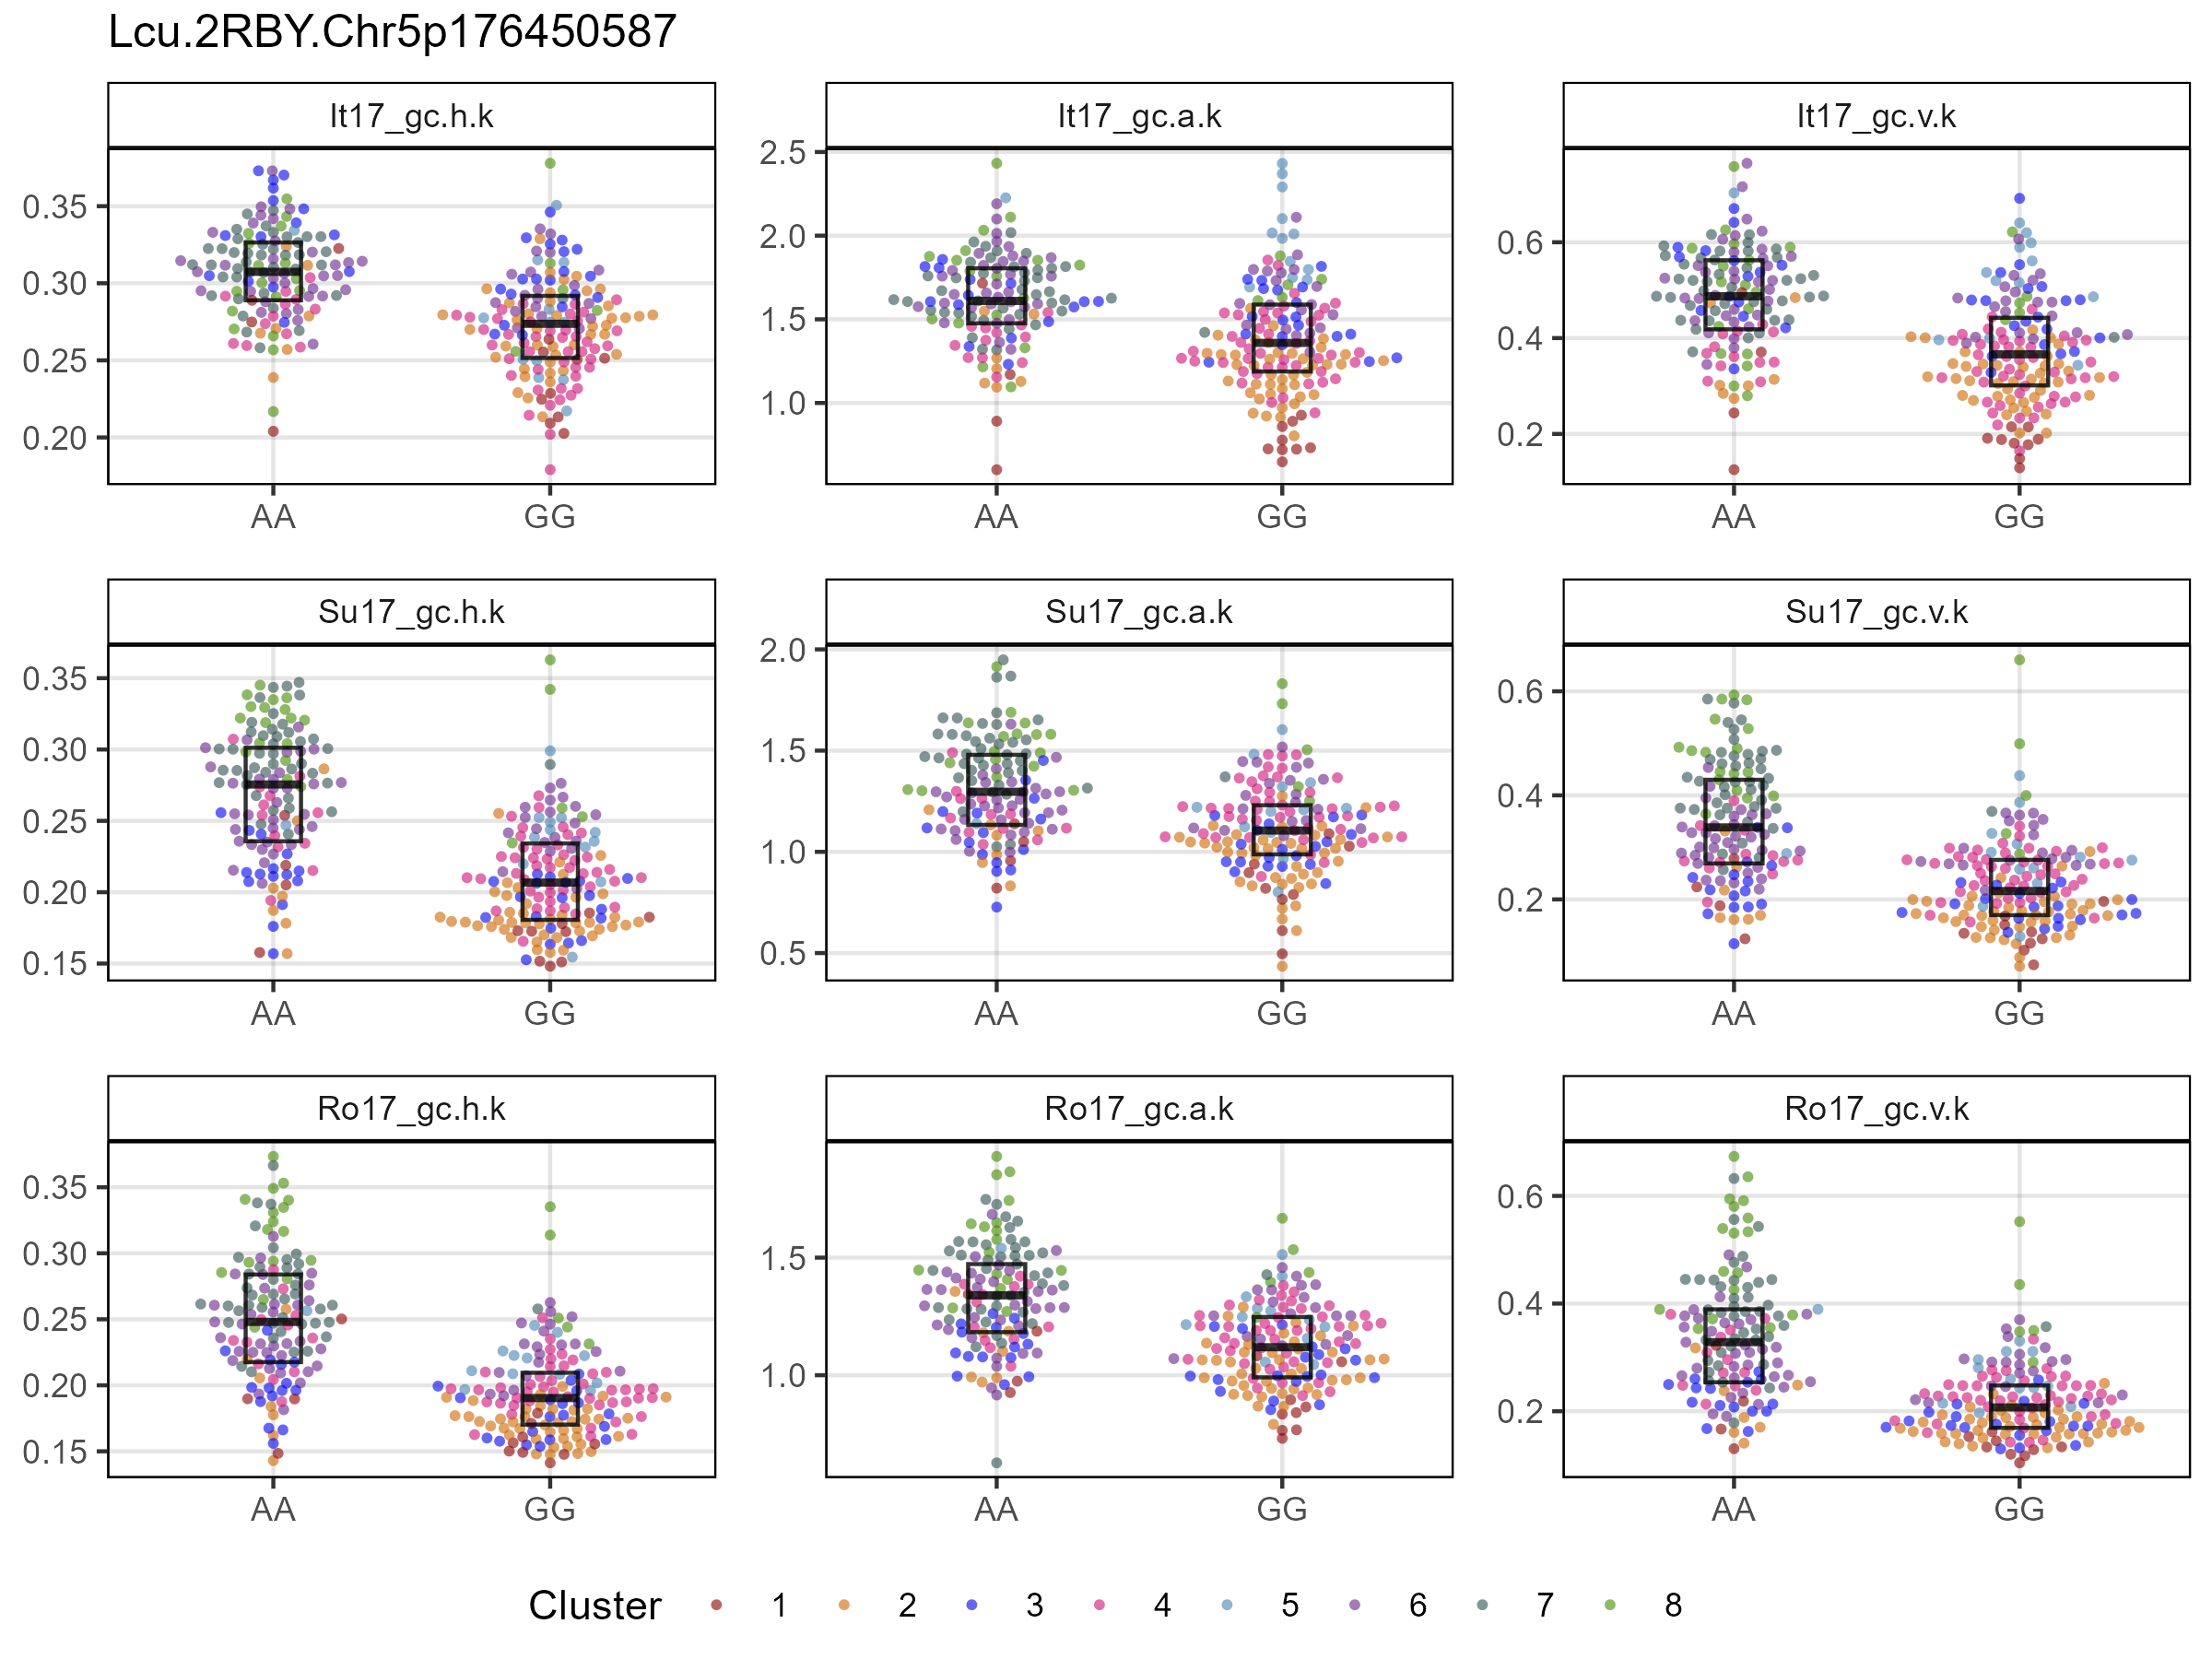 Lcu.2RBY.Chr5p176450587
It17_gc.h.k
It17_gc.a.k
It17_gc.v.k
0.35
0.30
0.25
0.20
AA
GG
2.5
2.0
1.5
1.0
AA
GG
0.6
0.4
0.2
AA
GG
Su17_gc.h.k
Su17_gc.a.k
Su17_gc.v.k
0.35
0.30
0.25
0.20
0.15
AA
GG
2.0
1.5
1.0
0.5
AA
GG
0.6
0.4
0.2
AA
GG
Ro17_gc.h.k
Ro17_gc.a.k
Ro17_gc.v.k
0.35
0.30
0.25
0.20
0.15
AA
GG
1.5
1.0
AA
GG
0.6
0.4
0.2
AA
GG
Cluster 1 2 3 4 5 6 7 8